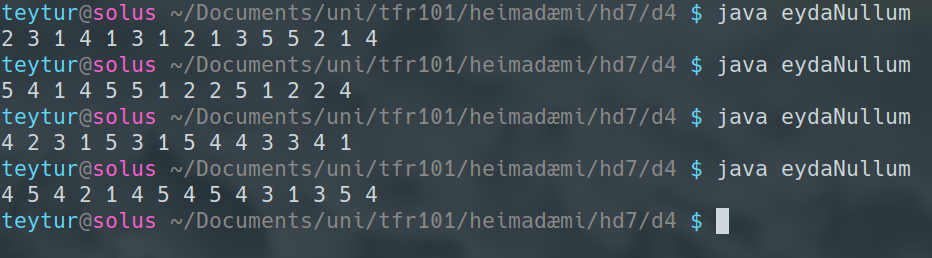 teytur@solus ~/Documents/uni/tfr101/heimadæmi/hd7/d4 $ java eydaNullum
2 3 1 4 1 3 1 2 1 3 5 5 2 1 4
teytur@solus ~/Documents/uni/tfr101/heimadæmi/hd7/d4 $ java eydaNullum
5 4 1 4 5 5 1 2 2 5 1 2 2 4
teytur@solus ~/Documents/uni/tfr101/heimadæmi/hd7/d4 $ java eydaNullum
4 2 3 1 5 3 1 5 4 4 3 3 4 1
teytur@solus ~/Documents/uni/tfr101/heimadæmi/hd7/d4 $ java eydaNullum
4 5 4 2 1 4 5 4 5 4 3 1 3 5 4
teytur@solus ~/Documents/uni/tfr101/heimadæmi/hd7/d4 $